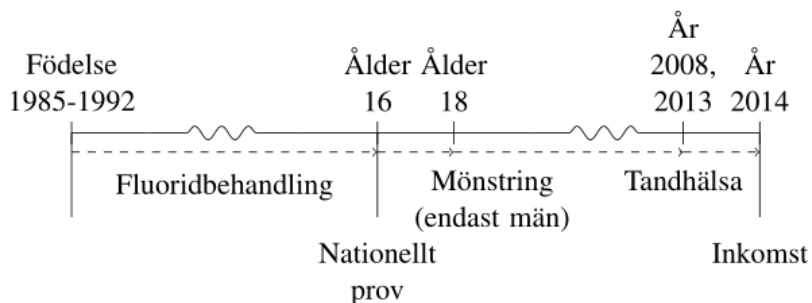 Födelse
1985-1992
Ålder
16
Ålder
18
År
2008,
2013
År
2014
Fluoridbehandling
Mönstring
(endast män)
Tandhälsa
Nationellt
prov
Inkomst